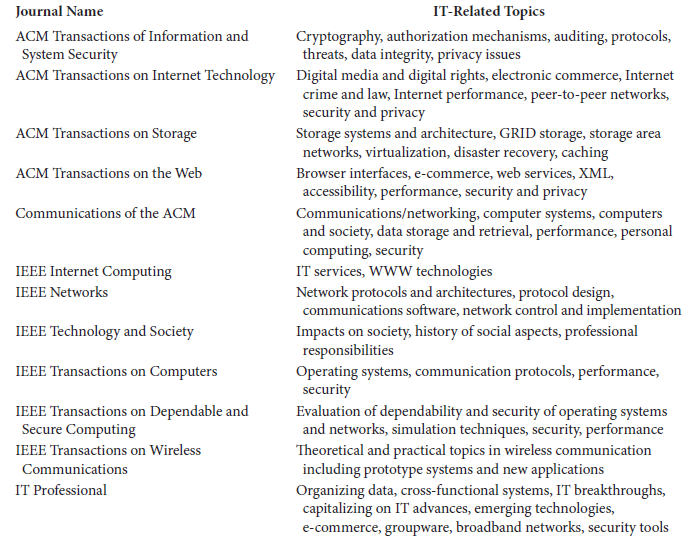 Journal Name IT-Related Topics
ACM Transactions of Information and Cryptography, authorization mechanisms, auditing, protocols,
System Security threats, data integrity, privacy issues
ACM Transactions on Internet Technology Digital media and digital rights, electronic commerce, Internet
crime and law, Internet performance, peer-to-peer networks,
security and privacy
ACM Transactions on Storage Storage systems and architecture, GRID storage, storage area
networks, virtualization, disaster recovery, caching
ACM Transactions on the Web Browser interfaces, e-commerce, web services, XML,
accessibility, performance, security and privacy
Communications of the ACM Communications/networking, computer systems, computers
and society, data storage and retrieval, performance, personal
computing, security
IEEE Internet Computing IT services, WWW technologies
IEEE Networks Network protocols and architectures, protocol design,
communications software, network control and implementation
IEEE Technology and Society Impacts on society, history of social aspects, professional
responsibilities
IEEE Transactions on Computers Operating systems, communication protocols, performance,
security
IEEE Transactions on Dependable and Evaluation of dependability and security of operating systems
Secure Computing and networks, simulation techniques, security, performance
IEEE Transactions on Wireless Theoretical and practical topics in wireless communication
Communications including prototype systems and new applications
IT Professional Organizing data, cross-functional systems, IT breakthroughs,
capitalizing on IT advances, emerging technologies,
e-commerce, groupware, broadband networks, security tools